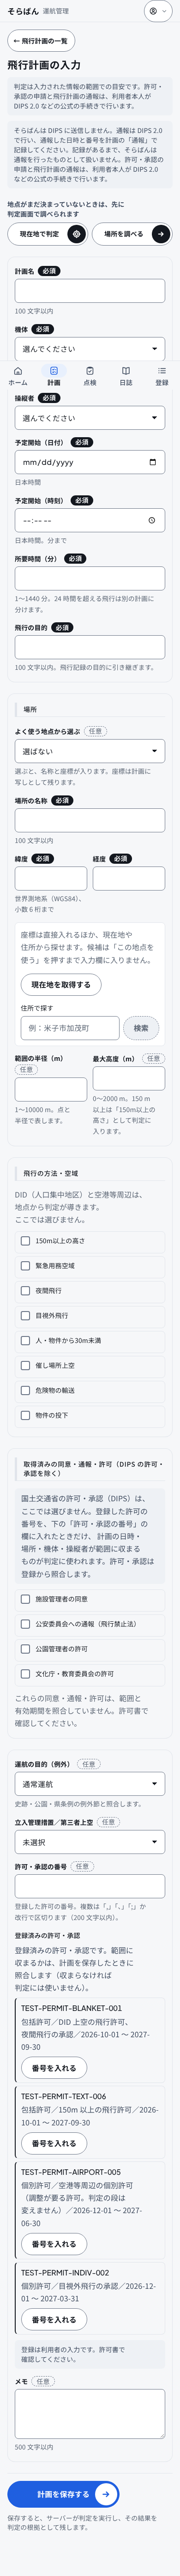 そらぱん 運航管理
← 飛行計画の一覧
飛行計画の入力
判定は入力された情報の範囲での目安です。許可・
承認の申請と飛行計画の通報は、利用者本人が
DIPS 2.0 などの公式の手続きで行います。
そらぱんは DIPS に送信しません。通報は DIPS 2.0
で行い、通報した日時と番号を計画の「通報」で
記録してください。記録があるまで、そらぱんは
通報を行ったものとして扱いません。許可・承認の
申請と飛行計画の通報は、利用者本人が DIPS 2.0
などの公式の手続きで行います。
地点がまだ決まっていないときは、先に
判定画面で調べられます
現在地で判定
場所を調べる
計画名 必須
100 文字以内
機体 必須
選んでください
ホーム 計画 点検 日誌 登録
操縦者 必須
選んでください
予定開始（日付） 必須
mm/dd/yyyy
日本時間
予定開始（時刻） 必須
--:-- --
日本時間。分まで
所要時間（分） 必須
1〜1440 分。24 時間を超える飛行は別の計画に
分けます。
飛行の目的 必須
100 文字以内。飛行記録の目的に引き継ぎます。
場所
よく使う地点から選ぶ 任意
選ばない
選ぶと、名称と座標が入ります。座標は計画に
写しとして残ります。
場所の名称 必須
100 文字以内
緯度 必須 経度 必須
世界測地系（WGS84）、
小数 6 桁まで
座標は直接入れるほか、現在地や
住所から探せます。候補は「この地点を
使う」を押すまで入力欄に入りません。
現在地を取得する
住所で探す
例：米子市加茂町
検索
範囲の半径（m）
任意
1〜10000 m。点と
半径で表します。
最大高度（m） 任意
0〜2000 m。150 m
以上は「150m以上の
高さ」として判定に
入ります。
飛行の方法・空域
DID（人口集中地区）と空港等周辺は、
地点から判定が導きます。
ここでは選びません。
150m以上の高さ
緊急用務空域
夜間飛行
目視外飛行
人・物件から30m未満
催し場所上空
危険物の輸送
物件の投下
取得済みの同意・通報・許可（DIPS の許可・
承認を除く）
国土交通省の許可・承認（DIPS）は、
ここでは選びません。登録した許可の
番号を、下の「許可・承認の番号」の
欄に入れたときだけ、 計画の日時・
場所・機体・操縦者が範囲に収まる
ものが判定に使われます。許可・承認は
登録から照合します。
施設管理者の同意
公安委員会への通報（飛行禁止法）
公園管理者の許可
文化庁・教育委員会の許可
これらの同意・通報・許可は、範囲と
有効期間を照合していません。許可書で
確認してください。
運航の目的（例外） 任意
通常運航
史跡・公園・県条例の例外節と照合します。
立入管理措置／第三者上空 任意
未選択
許可・承認の番号 任意
登録した許可の番号。複数は「,」「、」「;」か
改行で区切ります（200 文字以内）。
登録済みの許可・承認
登録済みの許可・承認です。範囲に
収まるかは、計画を保存したときに
照合します（収まらなければ
判定には使いません）。
TEST-PERMIT-BLANKET-001
包括許可／DID 上空の飛行許可、
夜間飛行の承認／2026-10-01 〜 2027-
09-30
番号を入れる
TEST-PERMIT-TEXT-006
包括許可／150m 以上の飛行許可／2026-
10-01 〜 2027-09-30
番号を入れる
TEST-PERMIT-AIRPORT-005
個別許可／空港等周辺の個別許可
（調整が要る許可。判定の段は
変えません）／2026-12-01 〜 2027-
06-30
番号を入れる
TEST-PERMIT-INDIV-002
個別許可／目視外飛行の承認／2026-12-
01 〜 2027-03-31
番号を入れる
登録は利用者の入力です。許可書で
確認してください。
メモ 任意
500 文字以内
計画を保存する
保存すると、サーバーが判定を実行し、その結果を
判定の根拠として残します。